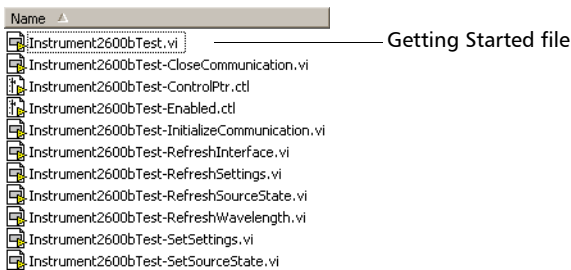 Name
Instrument2600bTest.vi Getting Started file
Instrument2600bTest-CloseCommunication.vi
Instrument2600bTest-ControlPtr.ctl
Instrument2600bTest-Enabled.ctl
Instrument2600bTest-InitializeCommunication.vi
Instrument2600bTest-RefreshInterface.vi
Instrument2600bTest-RefreshSettings.vi
Instrument2600bTest-RefreshSourceState.vi
Instrument2600bTest-RefreshWavelength.vi
Instrument2600bTest-SetSettings.vi
Instrument2600bTest-SetSourceState.vi